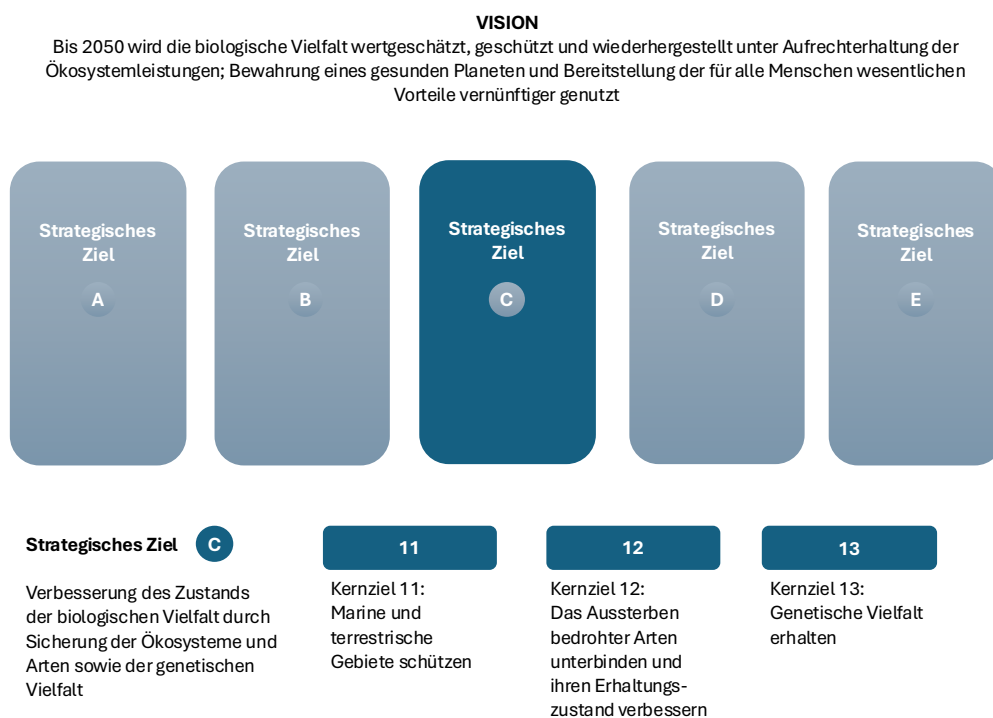 VISION
Bis 2050 wird die biologische Vielfalt wertgeschätzt, geschützt und wiederhergestellt unter Aufrechterhaltung der
Ökosystemleistungen; Bewahrung eines gesunden Planeten und Bereitstellung der für alle Menschen wesentlichen
Vorteile vernünftiger genutzt
Strategisches
Ziel
A
Strategisches
Ziel
B
Strategisches
Ziel
C
Strategisches
Ziel
D
Strategisches
Ziel
E
Strategisches Ziel C
Verbesserung des Zustands
der biologischen Vielfalt durch
Sicherung der Ökosysteme und
Arten sowie der genetischen
Vielfalt
11
Kernziel 11:
Marine und
terrestrische
Gebiete schützen
12
Kernziel 12:
Das Aussterben
bedrohter Arten
unterbinden und
ihren Erhaltungs-
zustand verbessern
13
Kernziel 13:
Genetische Vielfalt
erhalten